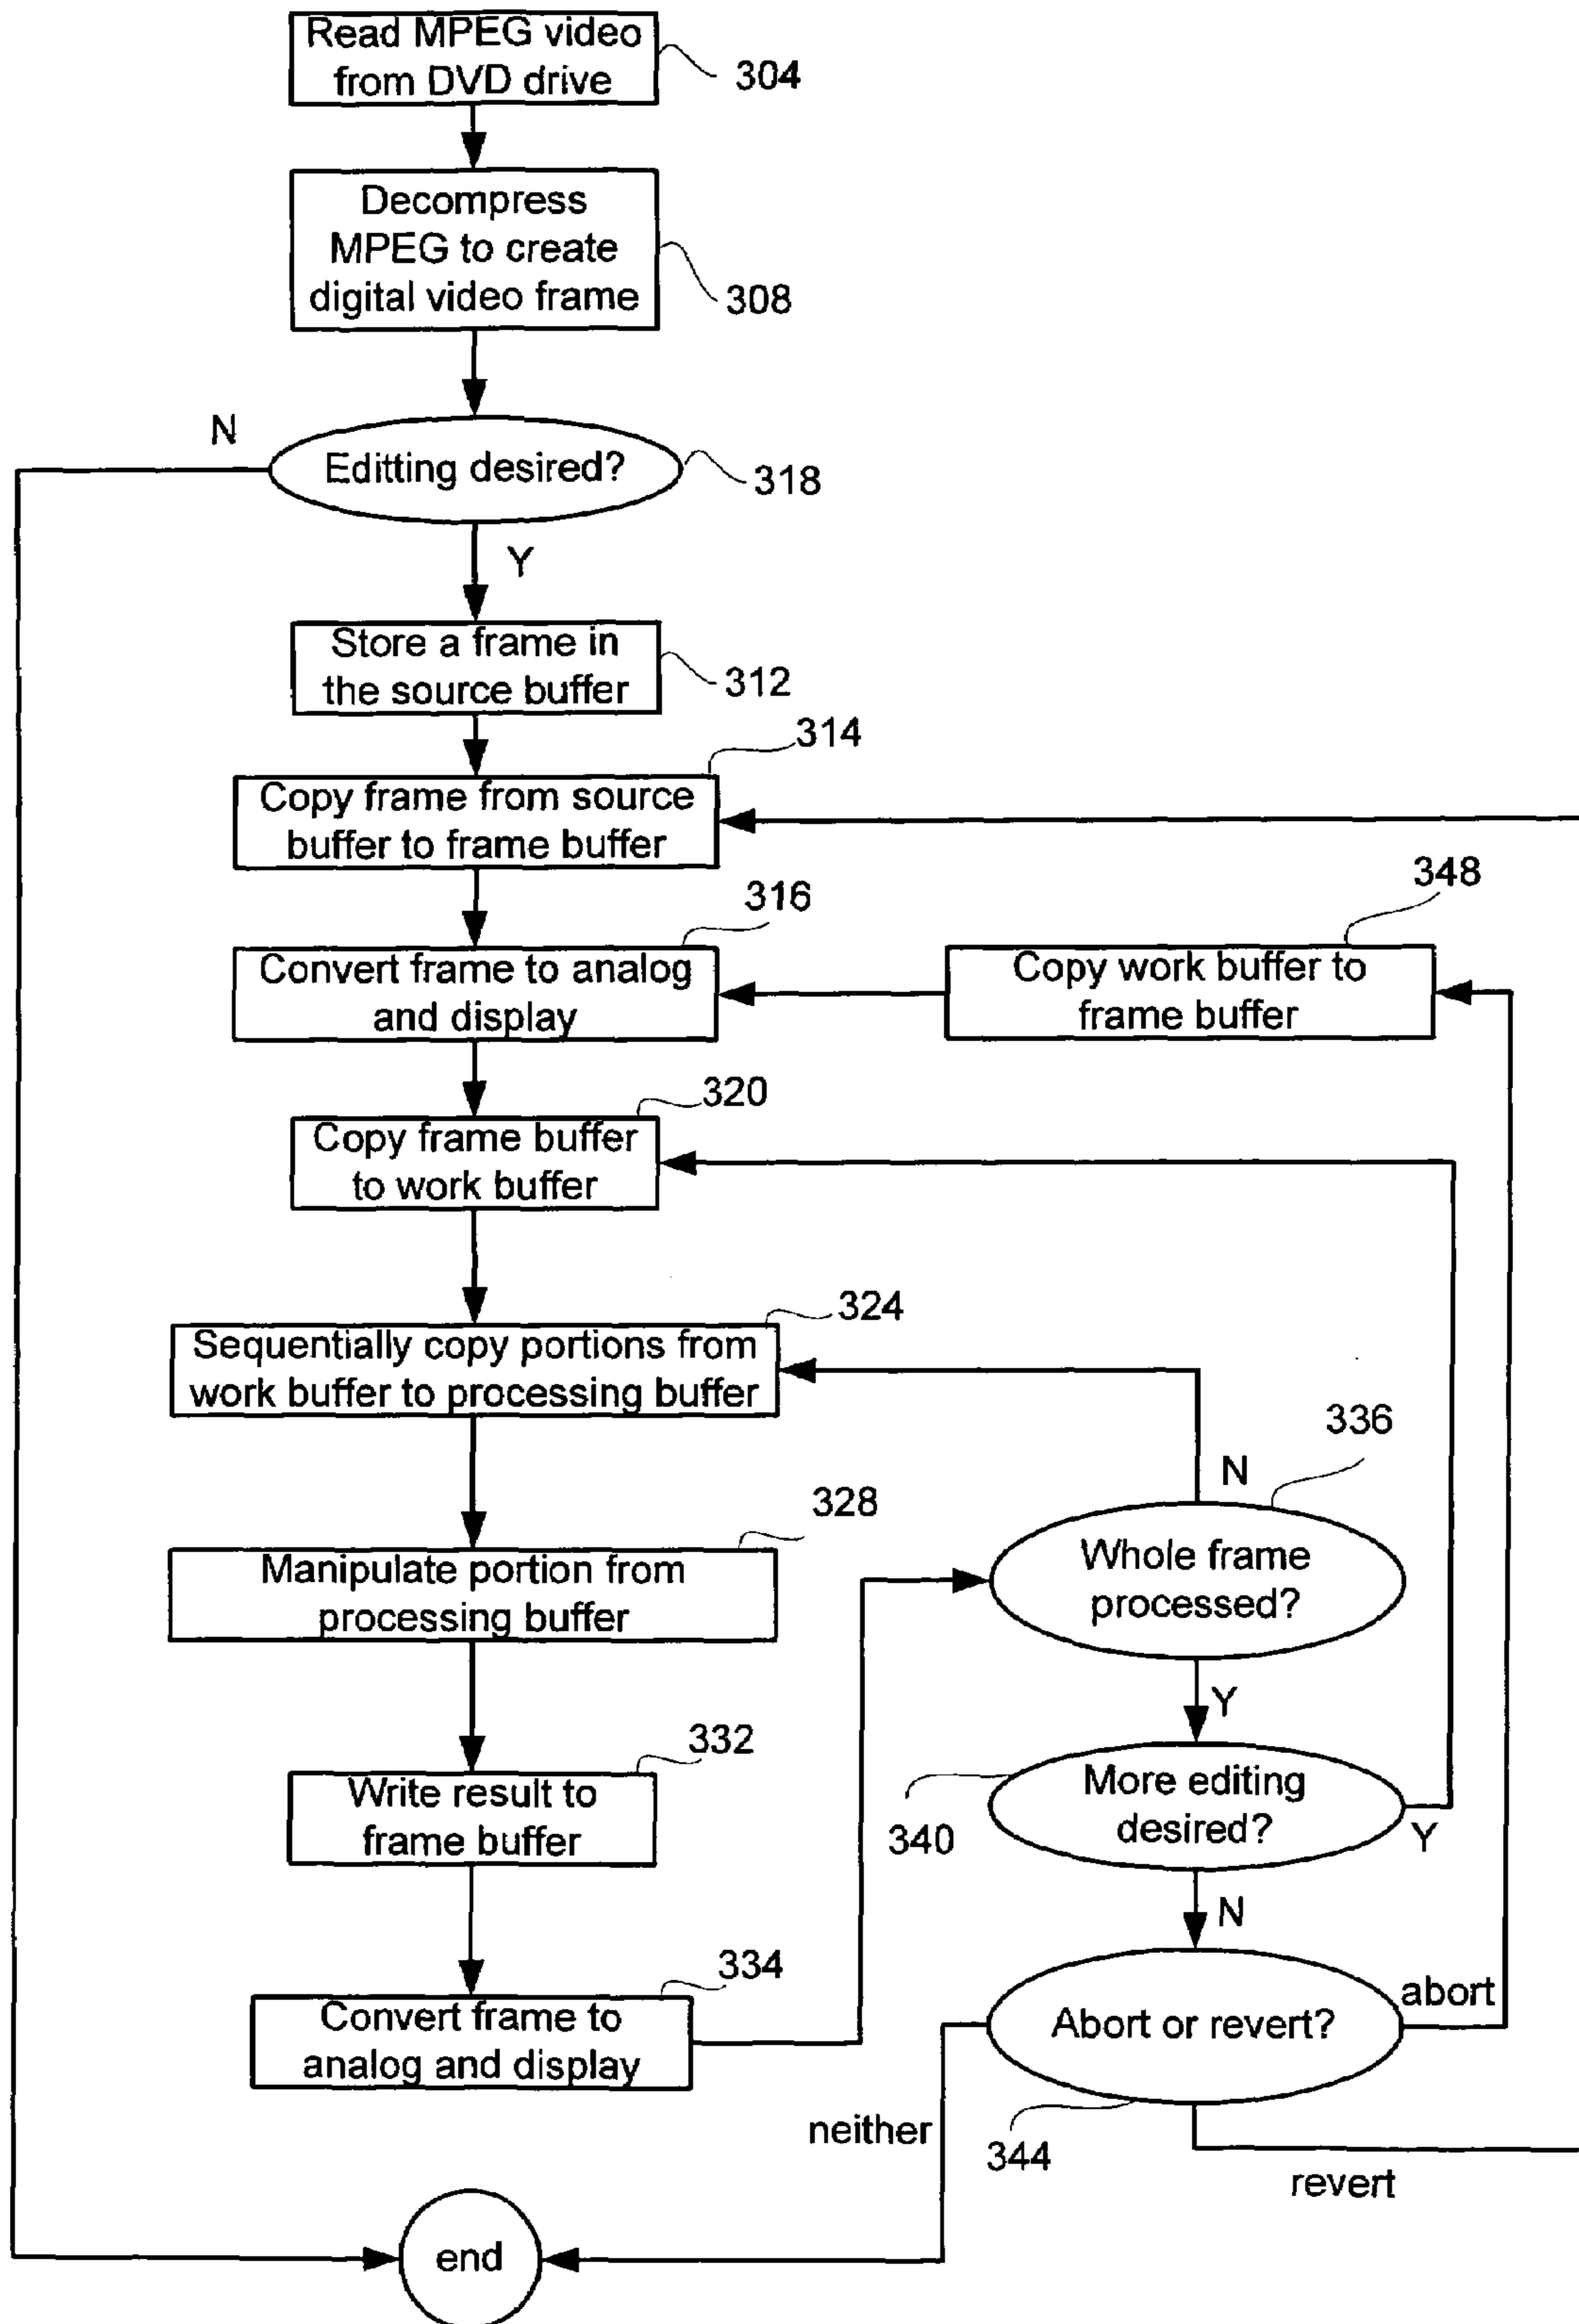 Read MPEG video
from DVD drive
304
Decompress
MPEG to create
digital video frame
308
N
Editting desired?
318
Y
Store a frame in
the source buffer
312
314
Copy frame from source
buffer to frame buffer
316
348
Convert frame to analog
and display
Copy work buffer to
frame buffer
320
Copy frame buffer
to work buffer
324
Sequentially copy portions from
work buffer to processing buffer
336
N
328
Manipulate portion from
processing buffer
Whole frame
processed?
Y
332
Write result to
frame buffer
More editing
desired?
340
Y
N
334
Convert frame to
analog and display
Abort or revert?
abort
neither
344
revert
end